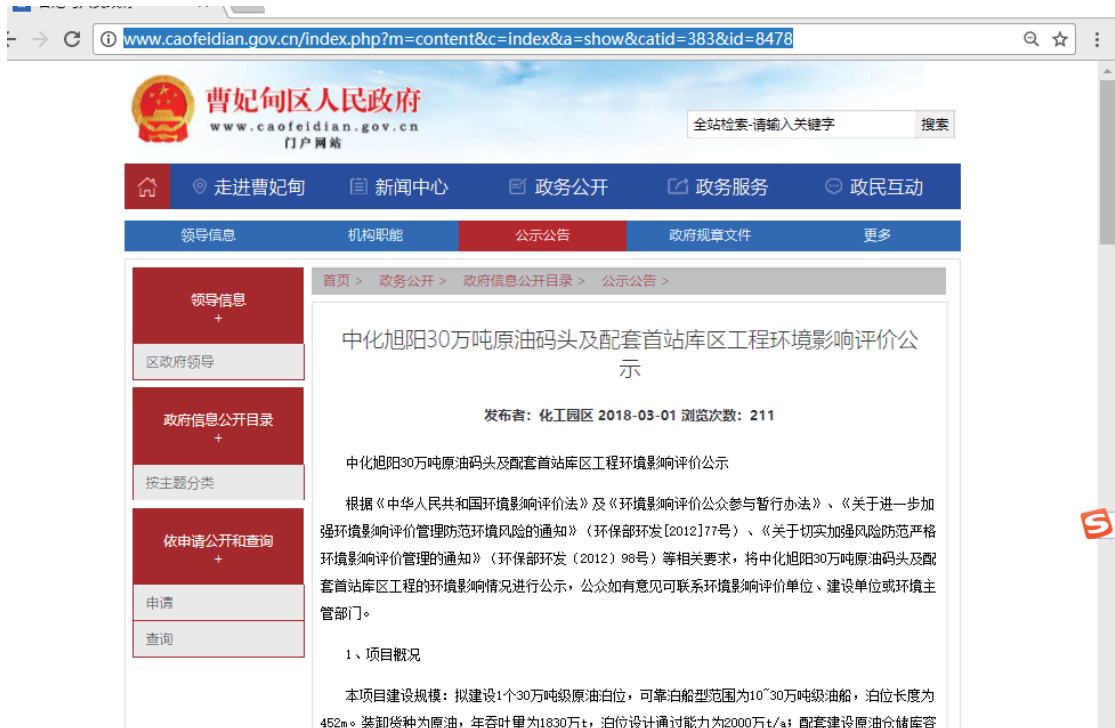 www.caofeidian.gov.cn/index.php?m=content&c=index&a=show&catid=383&id=8478
曹妃甸区人民政府
www.caofeidian.gov.cn
门户网站
全站检索-请输入关键字 搜索
走进曹妃甸 新闻中心 政务公开 政务服务 政民互动
领导信息 机构职能 公示公告 政府规章文件 更多
首页 > 政务公开 > 政府信息公开目录 > 公示公告 >
领导信息
+
区政府领导
政府信息公开目录
+
按主题分类
依申请公开和查询
+
申请
查询
中化旭阳30万吨原油码头及配套首站库区工程环境影响评价公
示
发布者：化工园区 2018-03-01 浏览次数：211
中化旭阳30万吨原油码头及配套首站库区工程环境影响评价公示
根据《中华人民共和国环境影响评价法》及《环境影响评价公众参与暂行办法》、《关于进一步加
强环境影响评价管理防范环境风险的通知》（环保部环发[2012]77号）、《关于切实加强风险防范严格
环境影响评价管理的通知》（环保部环发（2012）98号）等相关要求，将中化旭阳30万吨原油码头及配
套首站库区工程的环境影响情况进行公示，公众如有意见可联系环境影响评价单位、建设单位或环境主
管部门。
1、项目概况
本项目建设规模：拟建设1个30万吨级原油泊位，可靠泊船型范围为10~30万吨级油船，泊位长度为
452m。装卸货种为原油，年吞吐量为1830万t，泊位设计通过能力为2000万t/a；配套建设原油仓储库容